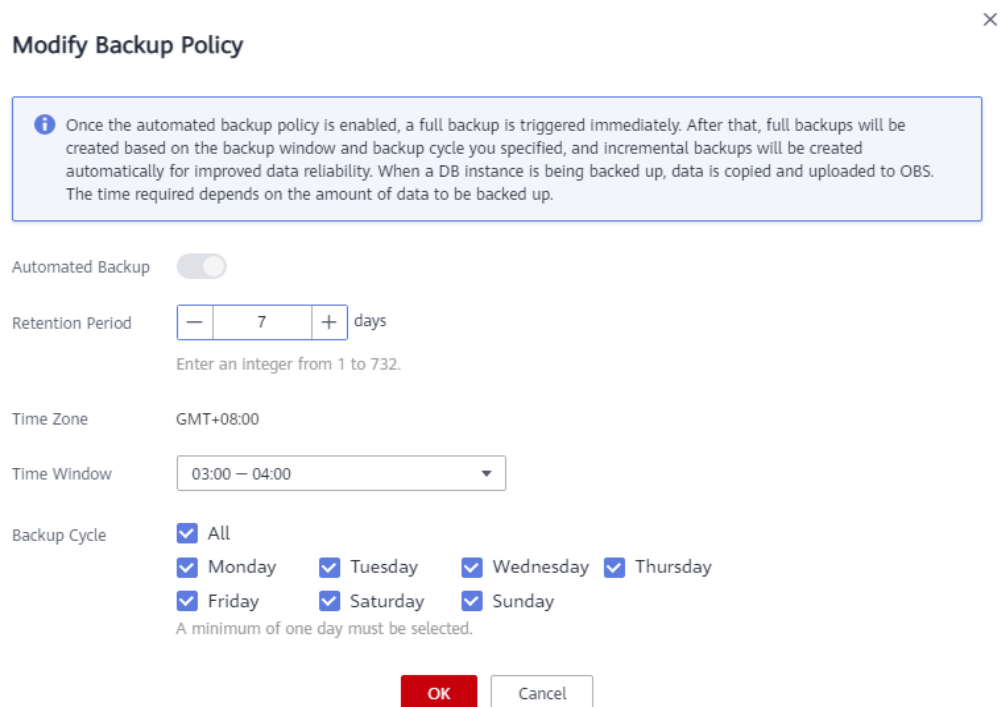 Modify Backup Policy
Once the automated backup policy is enabled, a full backup is triggered immediately. After that, full backups will be
created based on the backup window and backup cycle you specified, and incremental backups will be created
automatically for improved data reliability. When a DB instance is being backed up, data is copied and uploaded to OBS.
The time required depends on the amount of data to be backed up.
Automated Backup
Retention Period — 7 + days
Enter an integer from 1 to 732.
Time Zone GMT+08:00
Time Window 03:00 — 04:00
Backup Cycle All
Monday Tuesday Wednesday Thursday
Friday Saturday Sunday
A minimum of one day must be selected.
OK Cancel